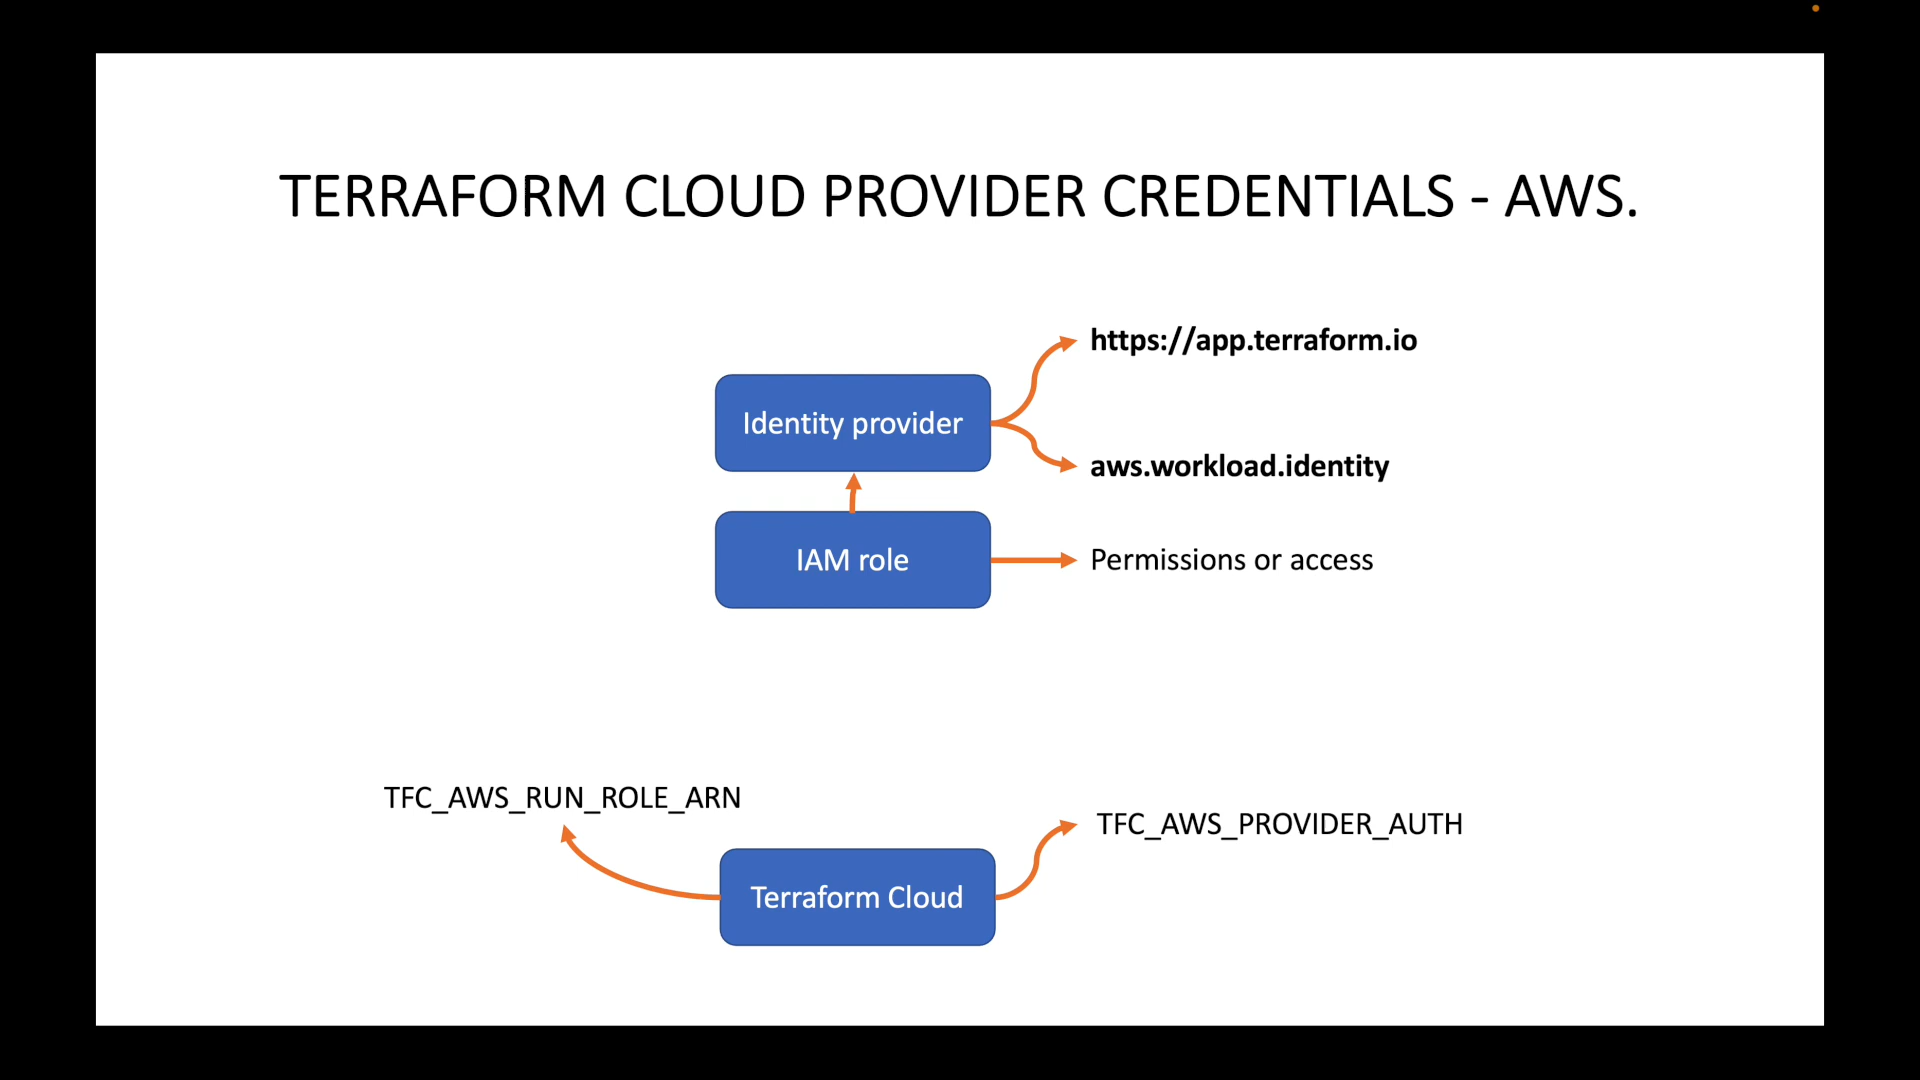 TERRAFORM CLOUD PROVIDER CREDENTIALS - AWS.
https://app.terraform.io
Identity provider
aws.workload.identity
IAM role
Permissions or access
TFC_AWS_RUN_ROLE_ARN
TFC_AWS_PROVIDER_AUTH
Terraform Cloud